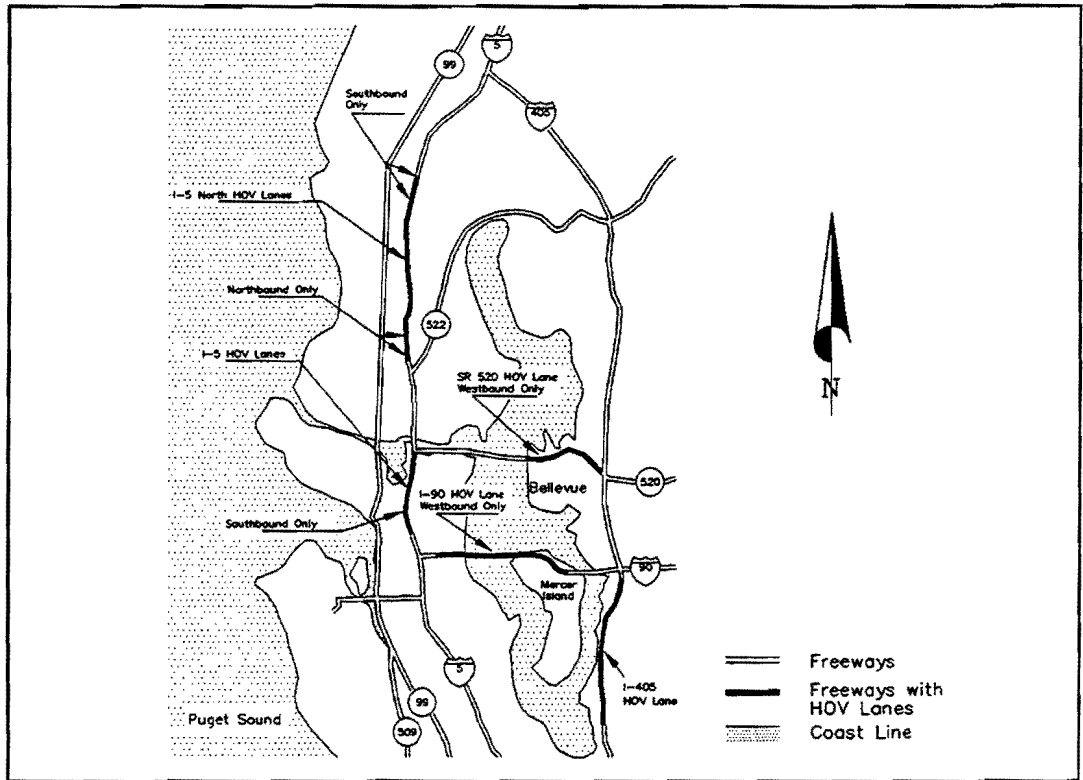 5
99
Southbound
Only
405
I-5 North HOV Lanes
Northbound Only
522
I-5 HOV Lanes
SR 520 HOV Lane
Westbound Only
Bellevue
520
I-90 HOV Lane
Westbound Only
Southbound Only
90
Mercer
Island
N
5
I-405
HOV Lane
99
509
Puget Sound
Freeways
Freeways with
HOV Lanes
Coast Line